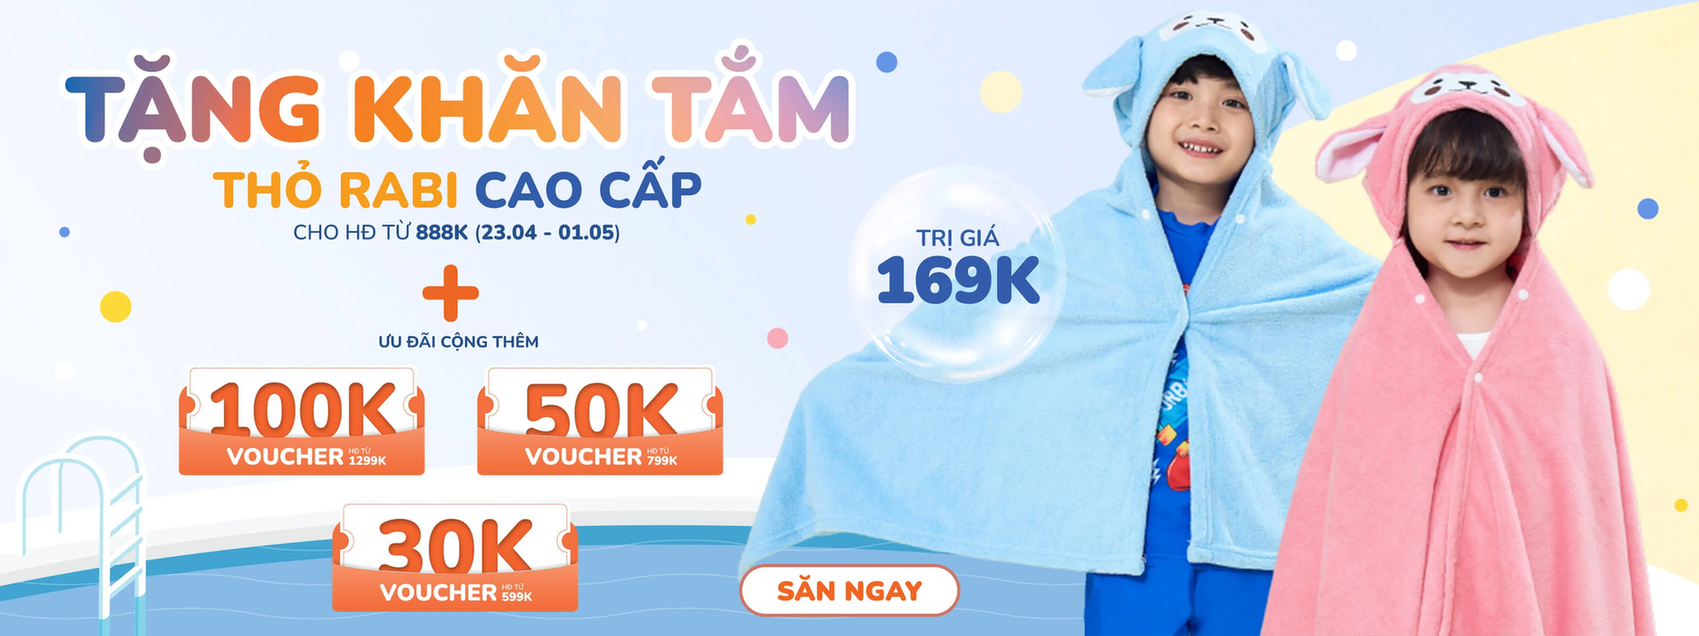 TẶNG KHĂN TẮM
THỎ RABI CAO CẤP
CHO HĐ TỪ 888K (23.04 - 01.05)
+
ƯU ĐÃI CỘNG THÊM
100K
VOUCHER HĐ TỪ 1299K
50K
VOUCHER HĐ TỪ 799K
30K
VOUCHER HĐ TỪ 599K
TRỊ GIÁ
169K
SĂN NGAY